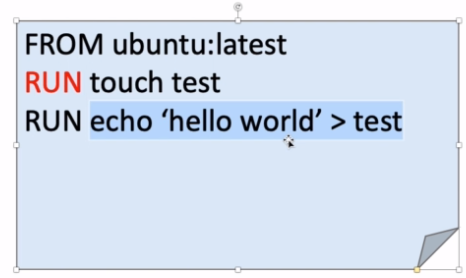 FROM ubuntu:latest
RUN touch test
RUN echo ‘hello world’ > test